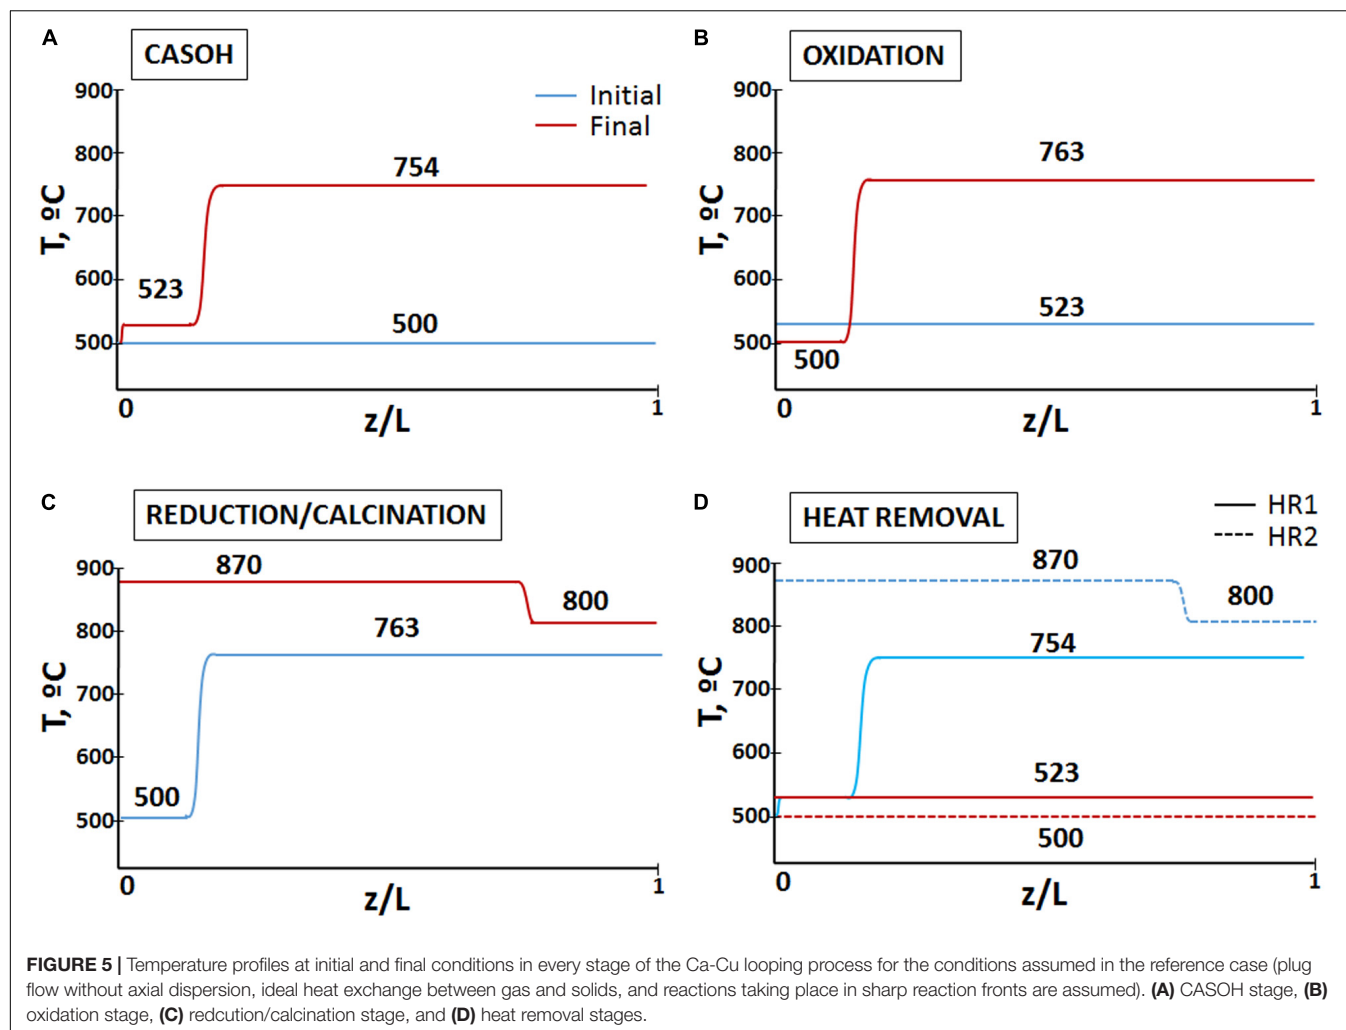 A
CASOH
Initial
Final
900
800
700
600
500
T, ºC
754
523
500
0
1
z/L
B
OXIDATION
900
800
700
600
500
T, ºC
763
523
500
0
1
z/L
C
REDUCTION/CALCINATION
900
800
700
600
500
T, ºC
870
800
763
500
0
1
z/L
D
HEAT REMOVAL
HR1
HR2
900
800
700
600
500
T, ºC
870
800
754
523
500
0
1
z/L
FIGURE 5 | Temperature profiles at initial and final conditions in every stage of the Ca-Cu looping process for the conditions assumed in the reference case (plug
flow without axial dispersion, ideal heat exchange between gas and solids, and reactions taking place in sharp reaction fronts are assumed). (A) CASOH stage, (B)
oxidation stage, (C) redcution/calcination stage, and (D) heat removal stages.